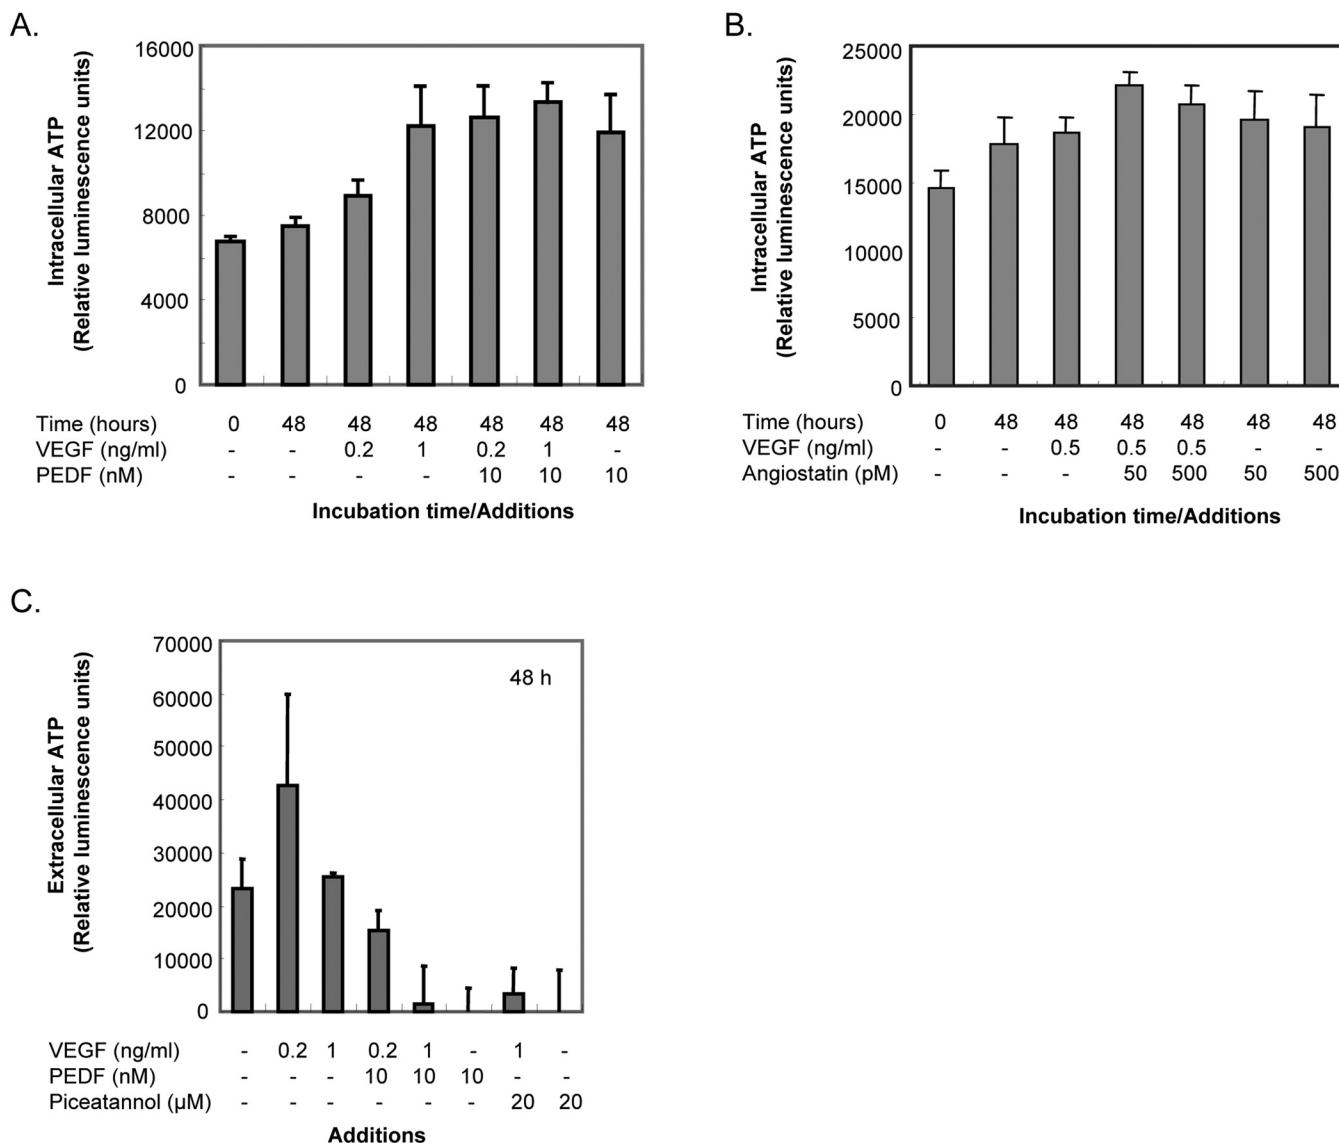 A.
Intracellular ATP
(Relative luminescence units)
16000
12000
8000
4000
0
Time (hours) 0 48 48 48 48 48 48
VEGF (ng/ml) - - 0.2 1 0.2 1 -
PEDF (nM) - - - - 10 10 10
Incubation time/Additions
B.
Intracellular ATP
(Relative luminescence units)
25000
20000
15000
10000
5000
0
Time (hours) 0 48 48 48 48 48 48
VEGF (ng/ml) - - 0.5 0.5 0.5 - -
Angiostatin (pM) - - - 50 500 50 500
Incubation time/Additions
C.
Extracellular ATP
(Relative luminescence units)
70000
60000
50000
40000
30000
20000
10000
0
48 h
VEGF (ng/ml) - 0.2 1 0.2 1 - 1 -
PEDF (nM) - - - 10 10 10 - -
Piceatannol (µM) - - - - - - 20 20
Additions